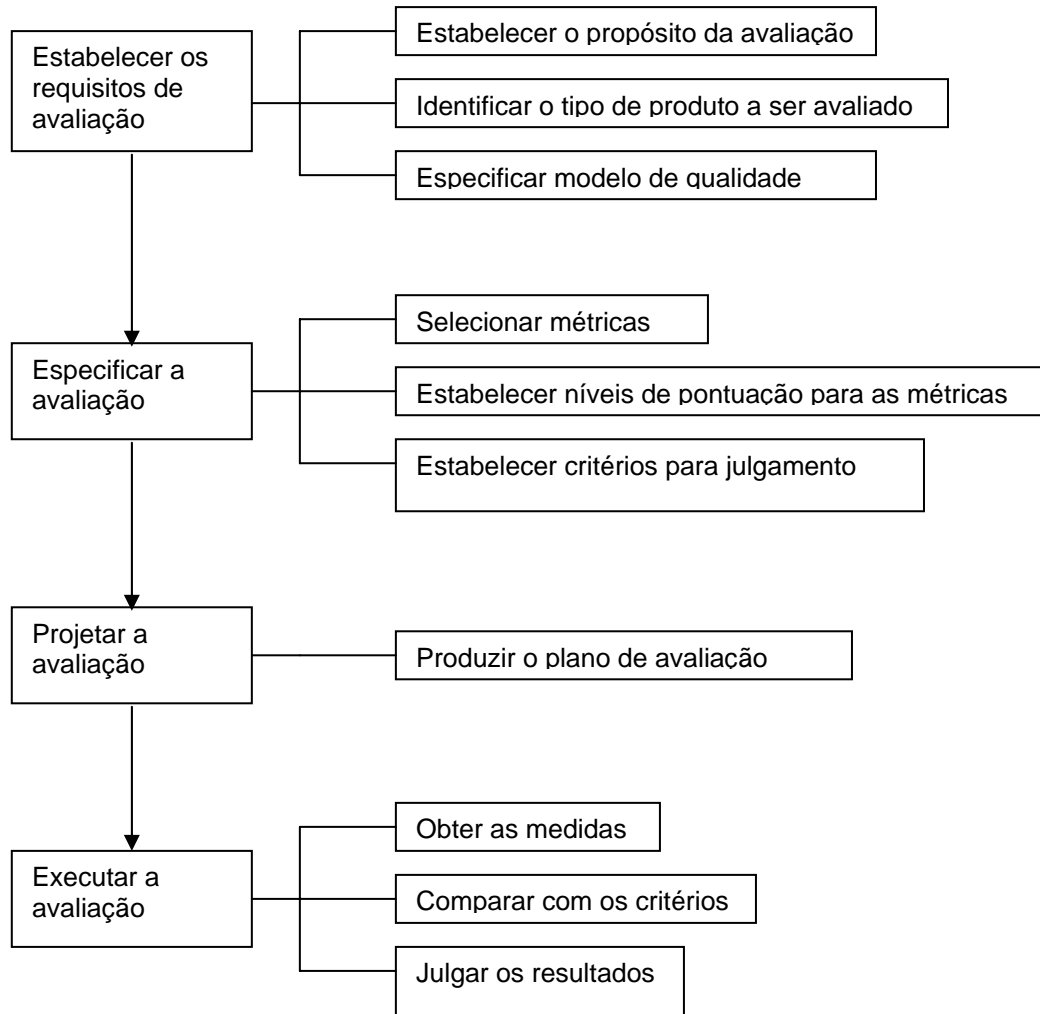 Estabelecer os
requisitos de
avaliação
Estabelecer o propósito da avaliação
Identificar o tipo de produto a ser avaliado
Especificar modelo de qualidade
Especificar a
avaliação
Selecionar métricas
Estabelecer níveis de pontuação para as métricas
Estabelecer critérios para julgamento
Projetar a
avaliação
Produzir o plano de avaliação
Executar a
avaliação
Obter as medidas
Comparar com os critérios
Julgar os resultados